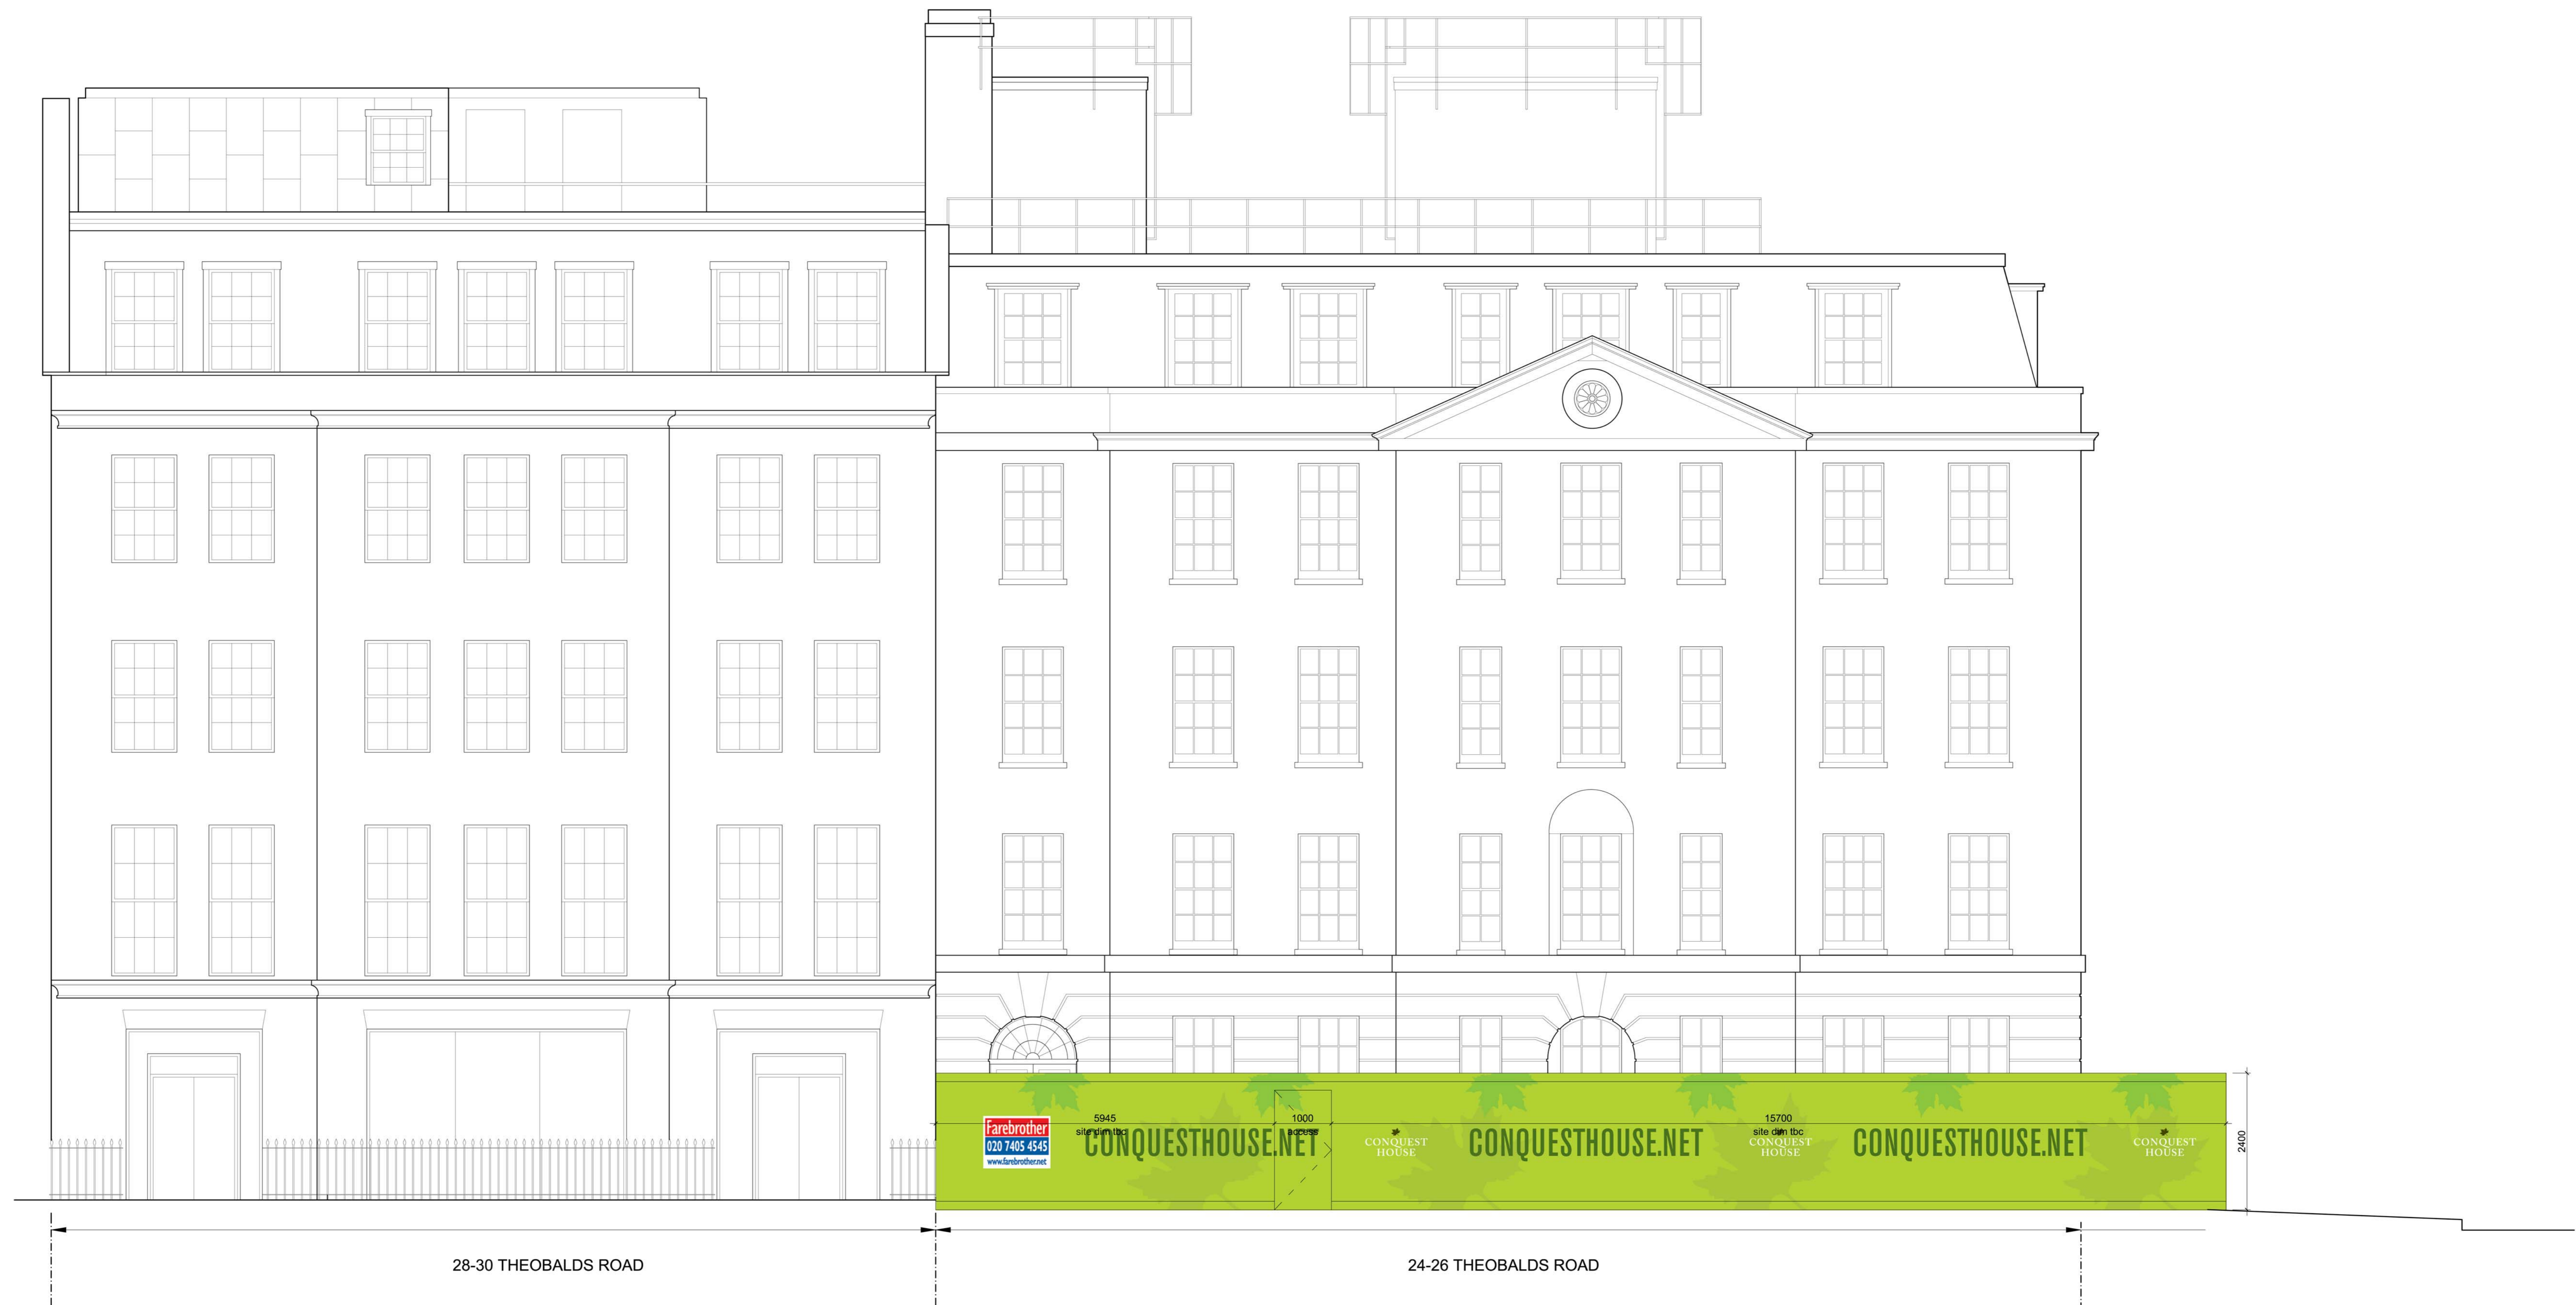 5945
site dim tbc
1000
access
15700
site dim tbc
Farebrother
020 7405 4545
www.farebrother.net
CONQUESTHOUSE.NET
CONQUEST
HOUSE
CONQUESTHOUSE.NET
CONQUEST
HOUSE
CONQUESTHOUSE.NET
CONQUEST
HOUSE
2400
28-30 THEOBALDS ROAD
24-26 THEOBALDS ROAD